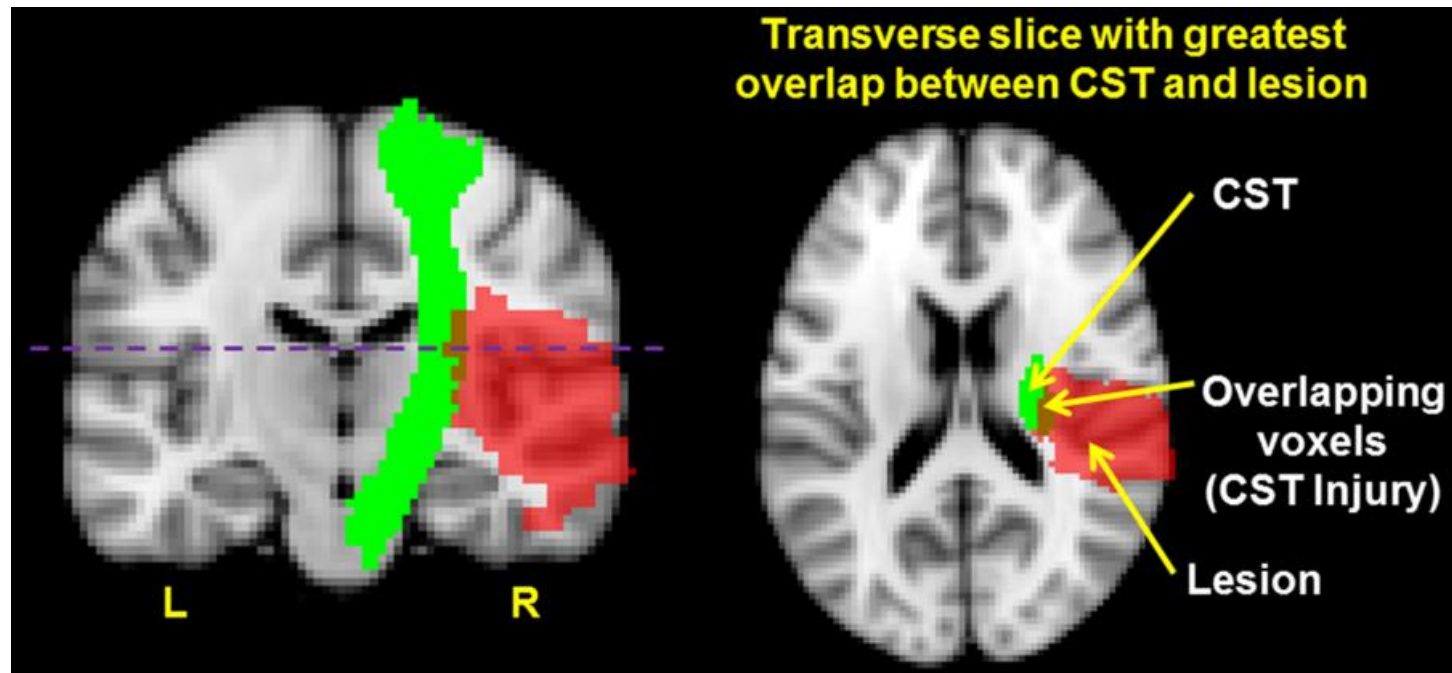 Transverse slice with greatest
overlap between CST and lesion
CST
Overlapping
voxels
(CST Injury)
Lesion
L
R